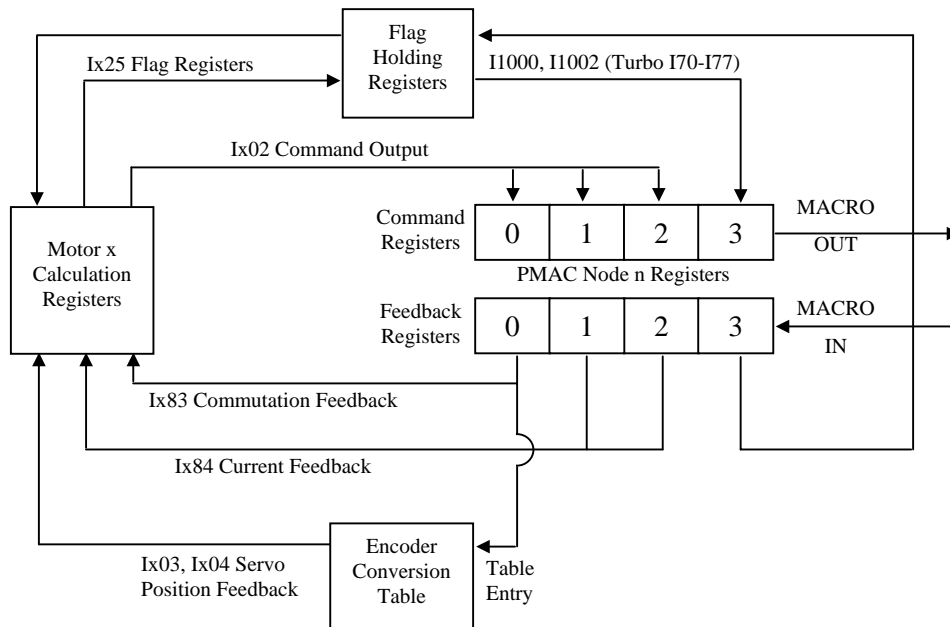 Flag
Holding
Registers
Ix25 Flag Registers
I1000, I1002 (Turbo I70-I77)
Ix02 Command Output
Motor x
Calculation
Registers
Command
Registers
0 1 2 3
MACRO
OUT
PMAC Node n Registers
Feedback
Registers
0 1 2 3
MACRO
IN
Ix83 Commutation Feedback
Ix84 Current Feedback
Ix03, Ix04 Servo
Position Feedback
Encoder
Conversion
Table
Table
Entry